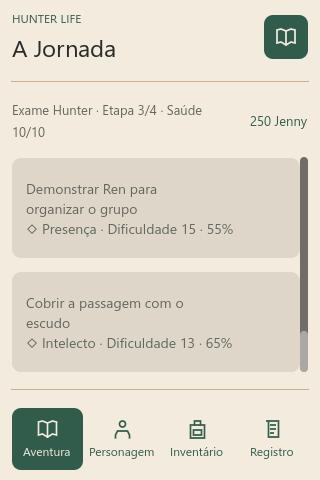 HUNTER LIFE
A Jornada
Exame Hunter · Etapa 3/4 · Saúde
10/10
250 Jenny
Demonstrar Ren para
organizar o grupo
◇ Presença · Dificuldade 15 · 55%
Cobrir a passagem com o
escudo
◇ Intelecto · Dificuldade 13 · 65%
Aventura
Personagem
Inventário
Registro